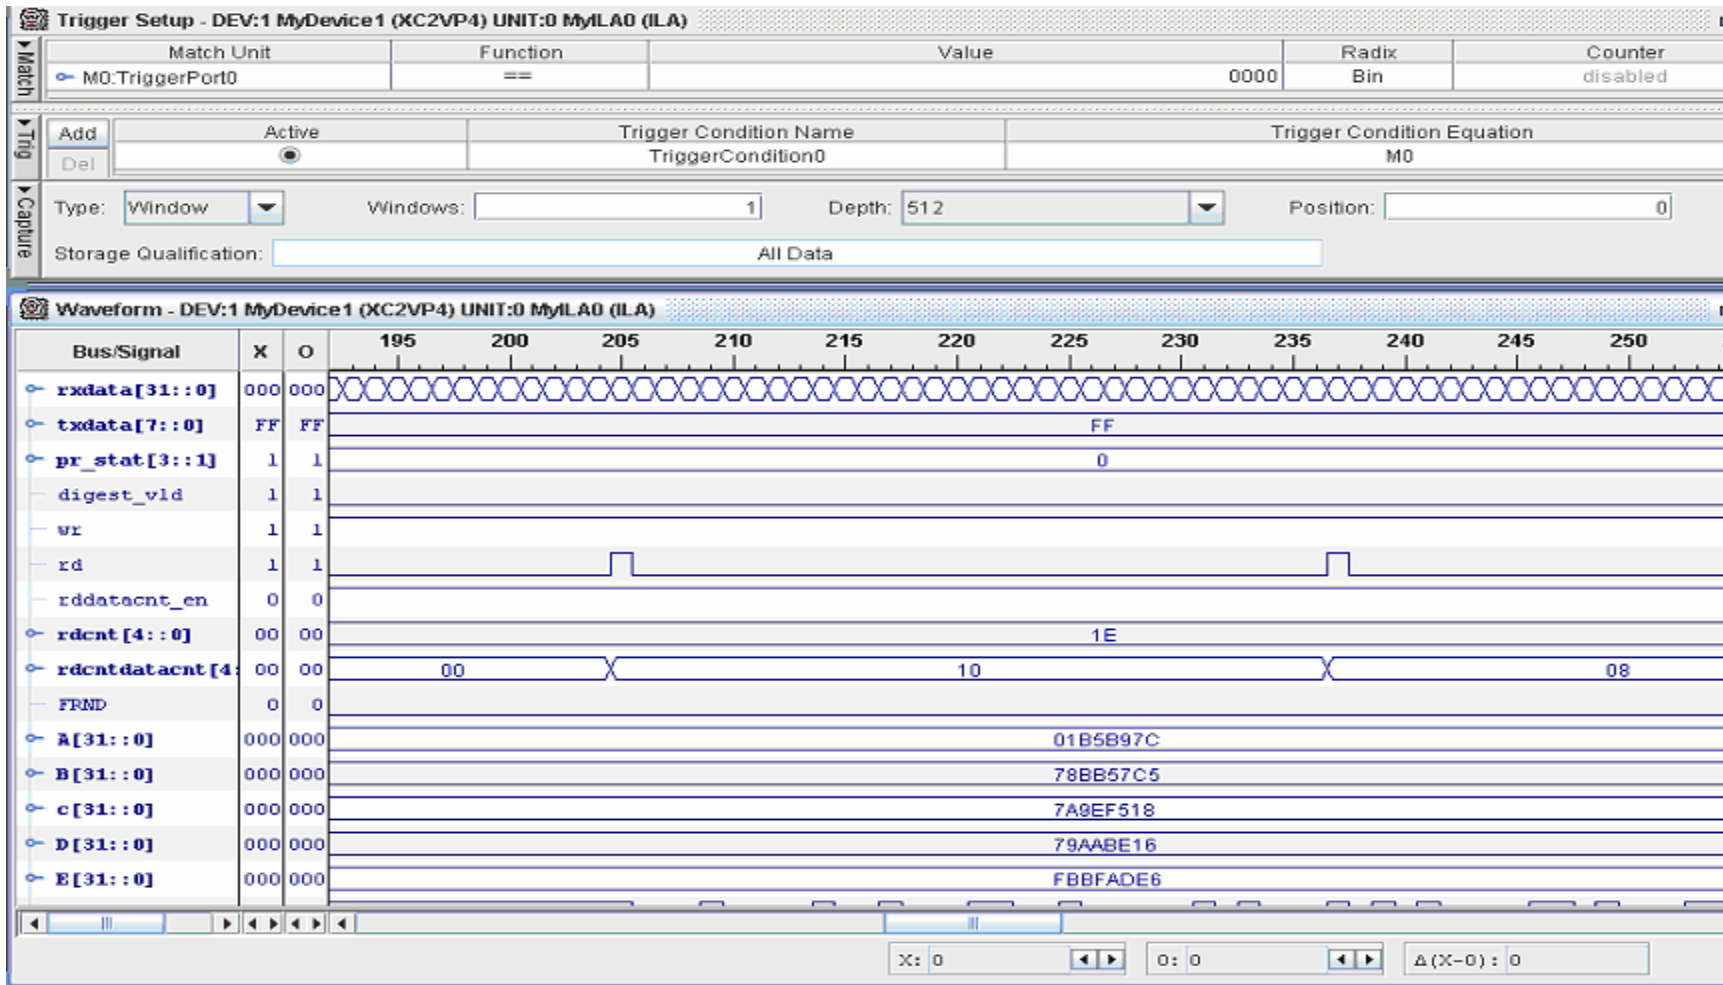 Trigger Setup - DEV:1 MyDevice1 (XC2VP4) UNIT:0 MyILA0 (ILA)
Match
Match Unit Function Value Radix Counter
M0:TriggerPort0 == 0000 Bin disabled
Trig
Add Active Trigger Condition Name Trigger Condition Equation
Del TriggerCondition0 M0
Capture
Type: Window Windows: 1 Depth: 512 Position: 0
Storage Qualification: All Data
Waveform - DEV:1 MyDevice1 (XC2VP4) UNIT:0 MyILA0 (ILA)
Bus/Signal X O 195 200 205 210 215 220 225 230 235 240 245 250
rxdata[31::0] 000 000
txdata[7::0] FF FF FF
pr_stat[3::1] 1 1 0
digest_vld 1 1
wr 1 1
rd 1 1
rddatacnt_en 0 0
rdcnt[4::0] 00 00 1E
rdcntdatacnt[4: 00 00 00 10 08
FRND 0 0
A[31::0] 000 000 01B5B97C
B[31::0] 000 000 78BB57C5
c[31::0] 000 000 7A9EF518
D[31::0] 000 000 79AABE16
E[31::0] 000 000 FBBFADE6
X: 0 O: 0 Δ(X-O): 0